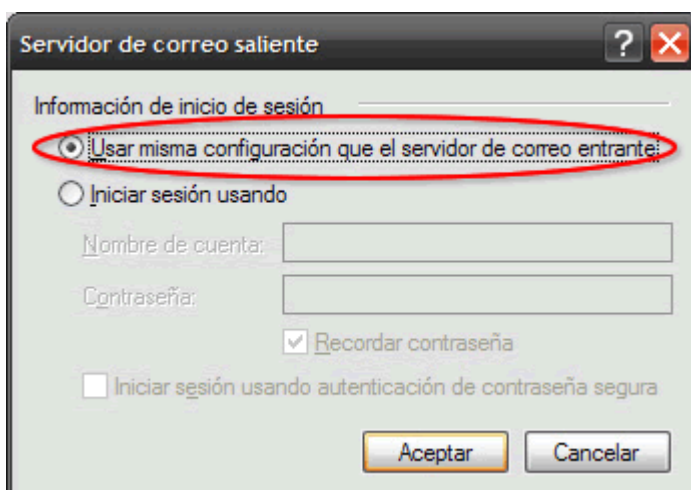 Servidor de correo saliente
Información de inicio de sesión
Usar misma configuración que el servidor de correo entrante
Iniciar sesión usando
Nombre de cuenta:
Contraseña:
Recordar contraseña
Iniciar sesión usando autenticación de contraseña segura
Aceptar Cancelar